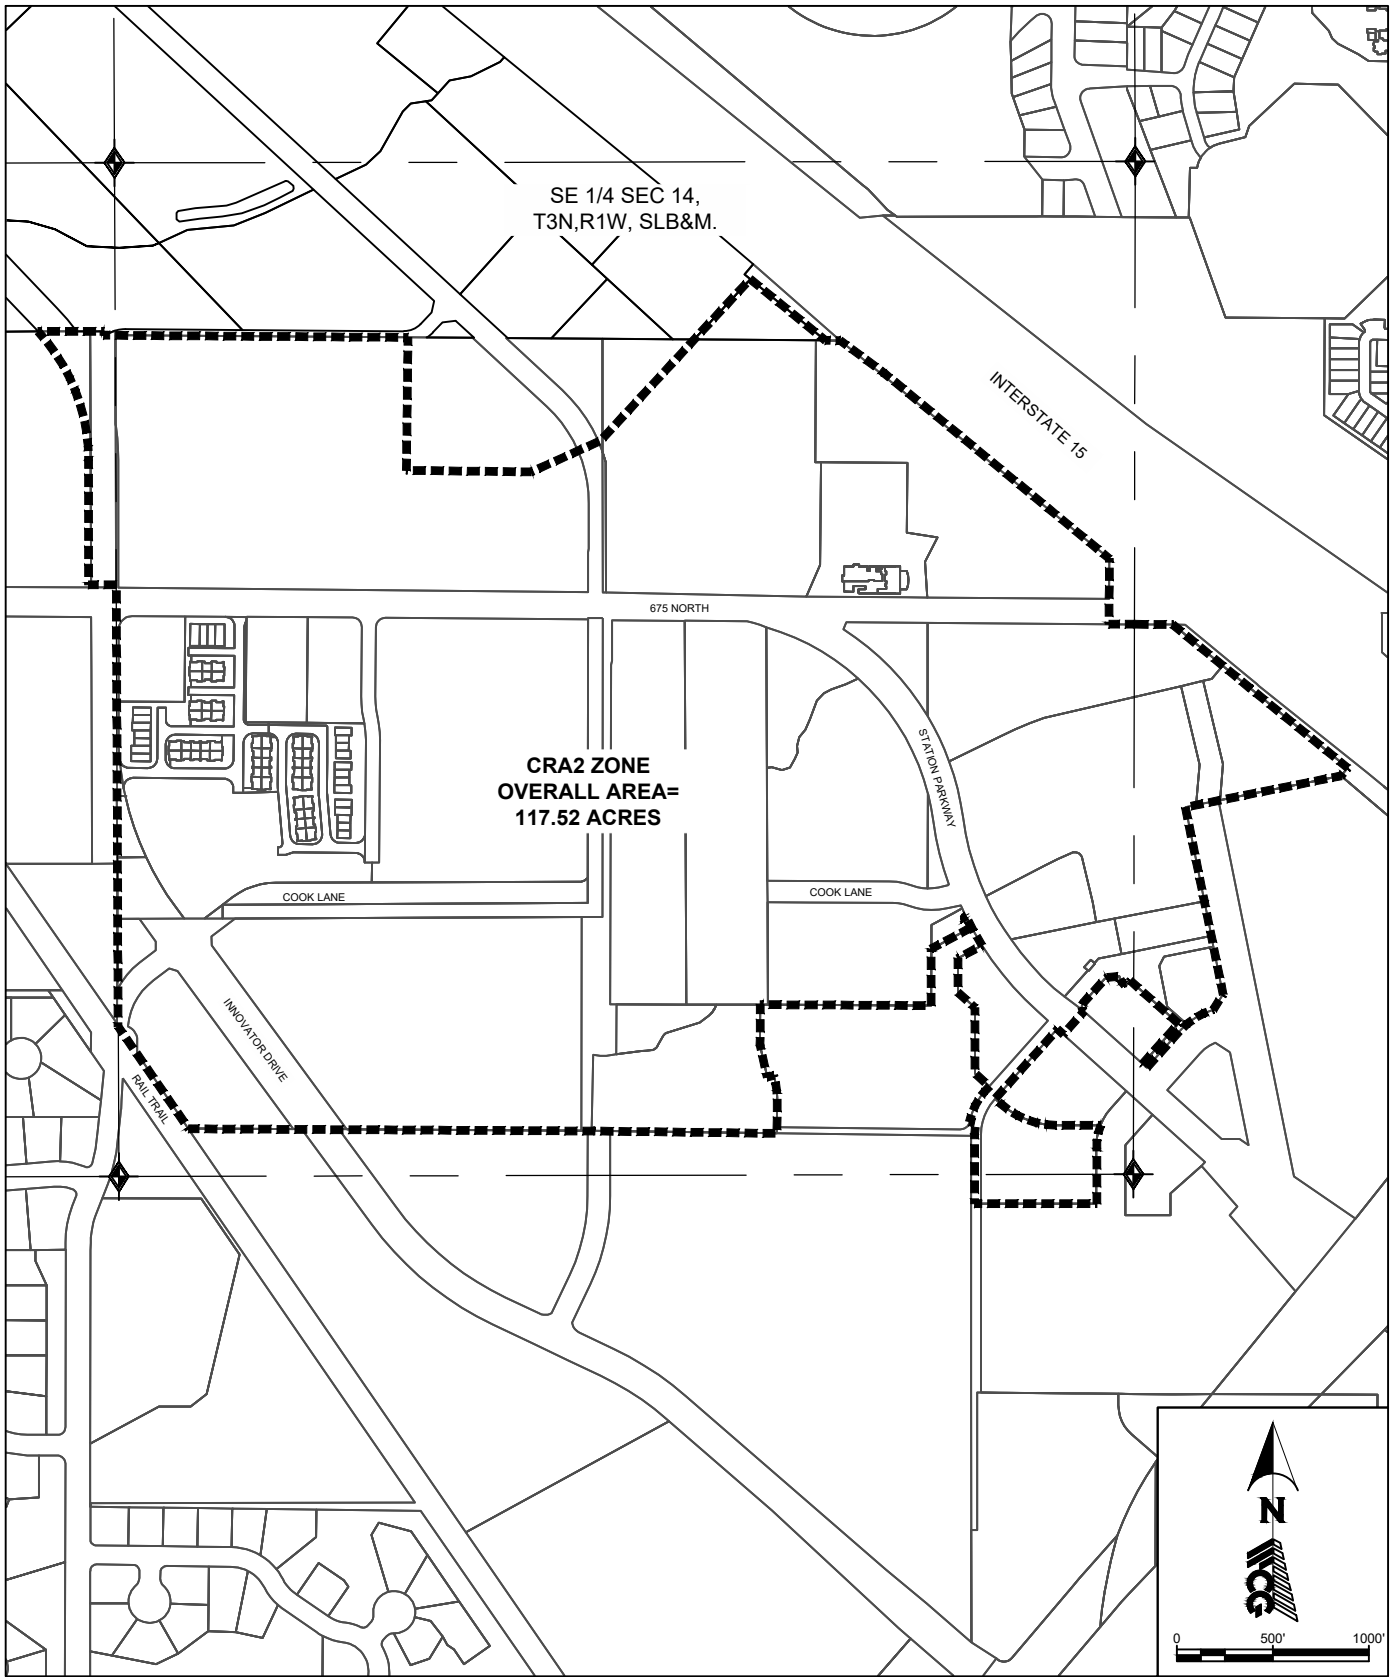 SE 1/4 SEC 14,
T3N,R1W, SLB&M.
INTERSTATE 15
675 NORTH
STATION PARKWAY
CRA2 ZONE
OVERALL AREA=
117.52 ACRES
COOK LANE
COOK LANE
INNOVATOR DRIVE
RAIL TRAIL
N
0 500' 1000'